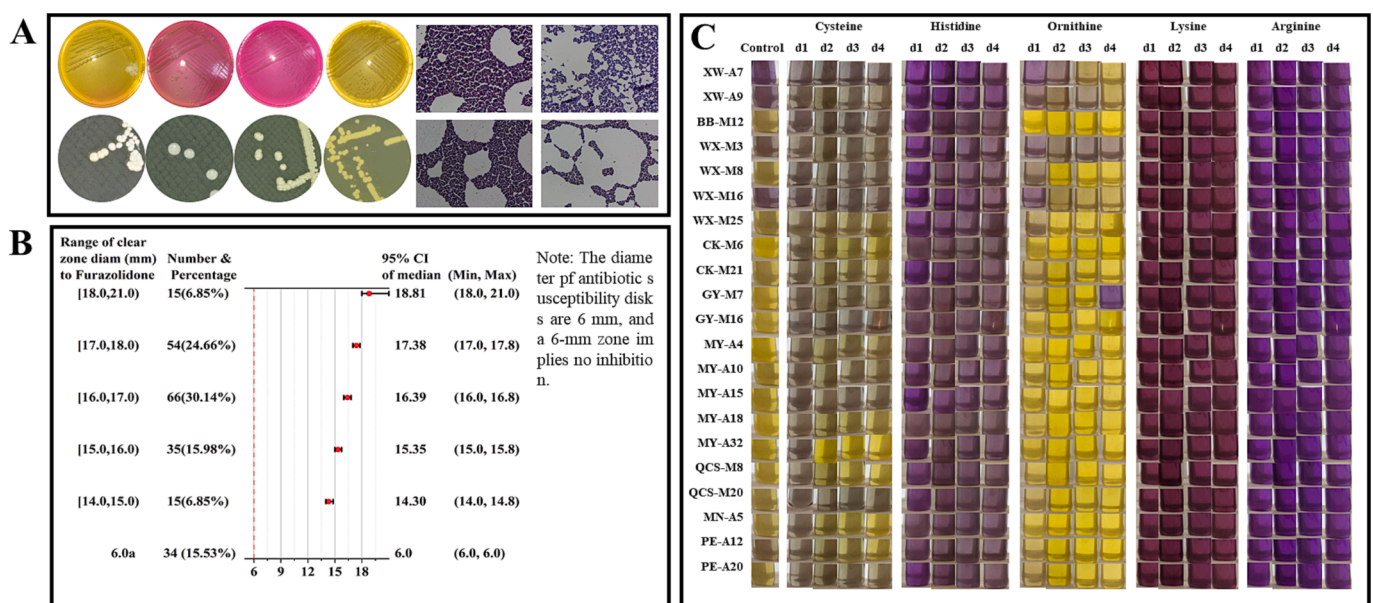 A
B
Range of clear
zone diam (mm)
to Furazolidone
Number &
Percentage
95% CI
of median
(Min, Max)
[18.0,21.0)
15(6.85%)
18.81
(18.0, 21.0)
[17.0,18.0)
54(24.66%)
17.38
(17.0, 17.8)
[16.0,17.0)
66(30.14%)
16.39
(16.0, 16.8)
[15.0,16.0)
35(15.98%)
15.35
(15.0, 15.8)
[14.0,15.0)
15(6.85%)
14.30
(14.0, 14.8)
6.0a
34 (15.53%)
6.0
(6.0, 6.0)
6 9 12 15 18
Note: The diame
ter pf antibiotic s
usceptibility disk
s are 6 mm, and
a 6-mm zone im
plies no inhibitio
n.
C
Cysteine Histidine Ornithine Lysine Arginine
Control d1 d2 d3 d4 d1 d2 d3 d4 d1 d2 d3 d4 d1 d2 d3 d4 d1 d2 d3 d4
XW-A7
XW-A9
BB-M12
WX-M3
WX-M8
WX-M16
WX-M25
CK-M6
CK-M21
GY-M7
GY-M16
MY-A4
MY-A10
MY-A15
MY-A18
MY-A32
QCS-M8
QCS-M20
MN-A5
PE-A12
PE-A20